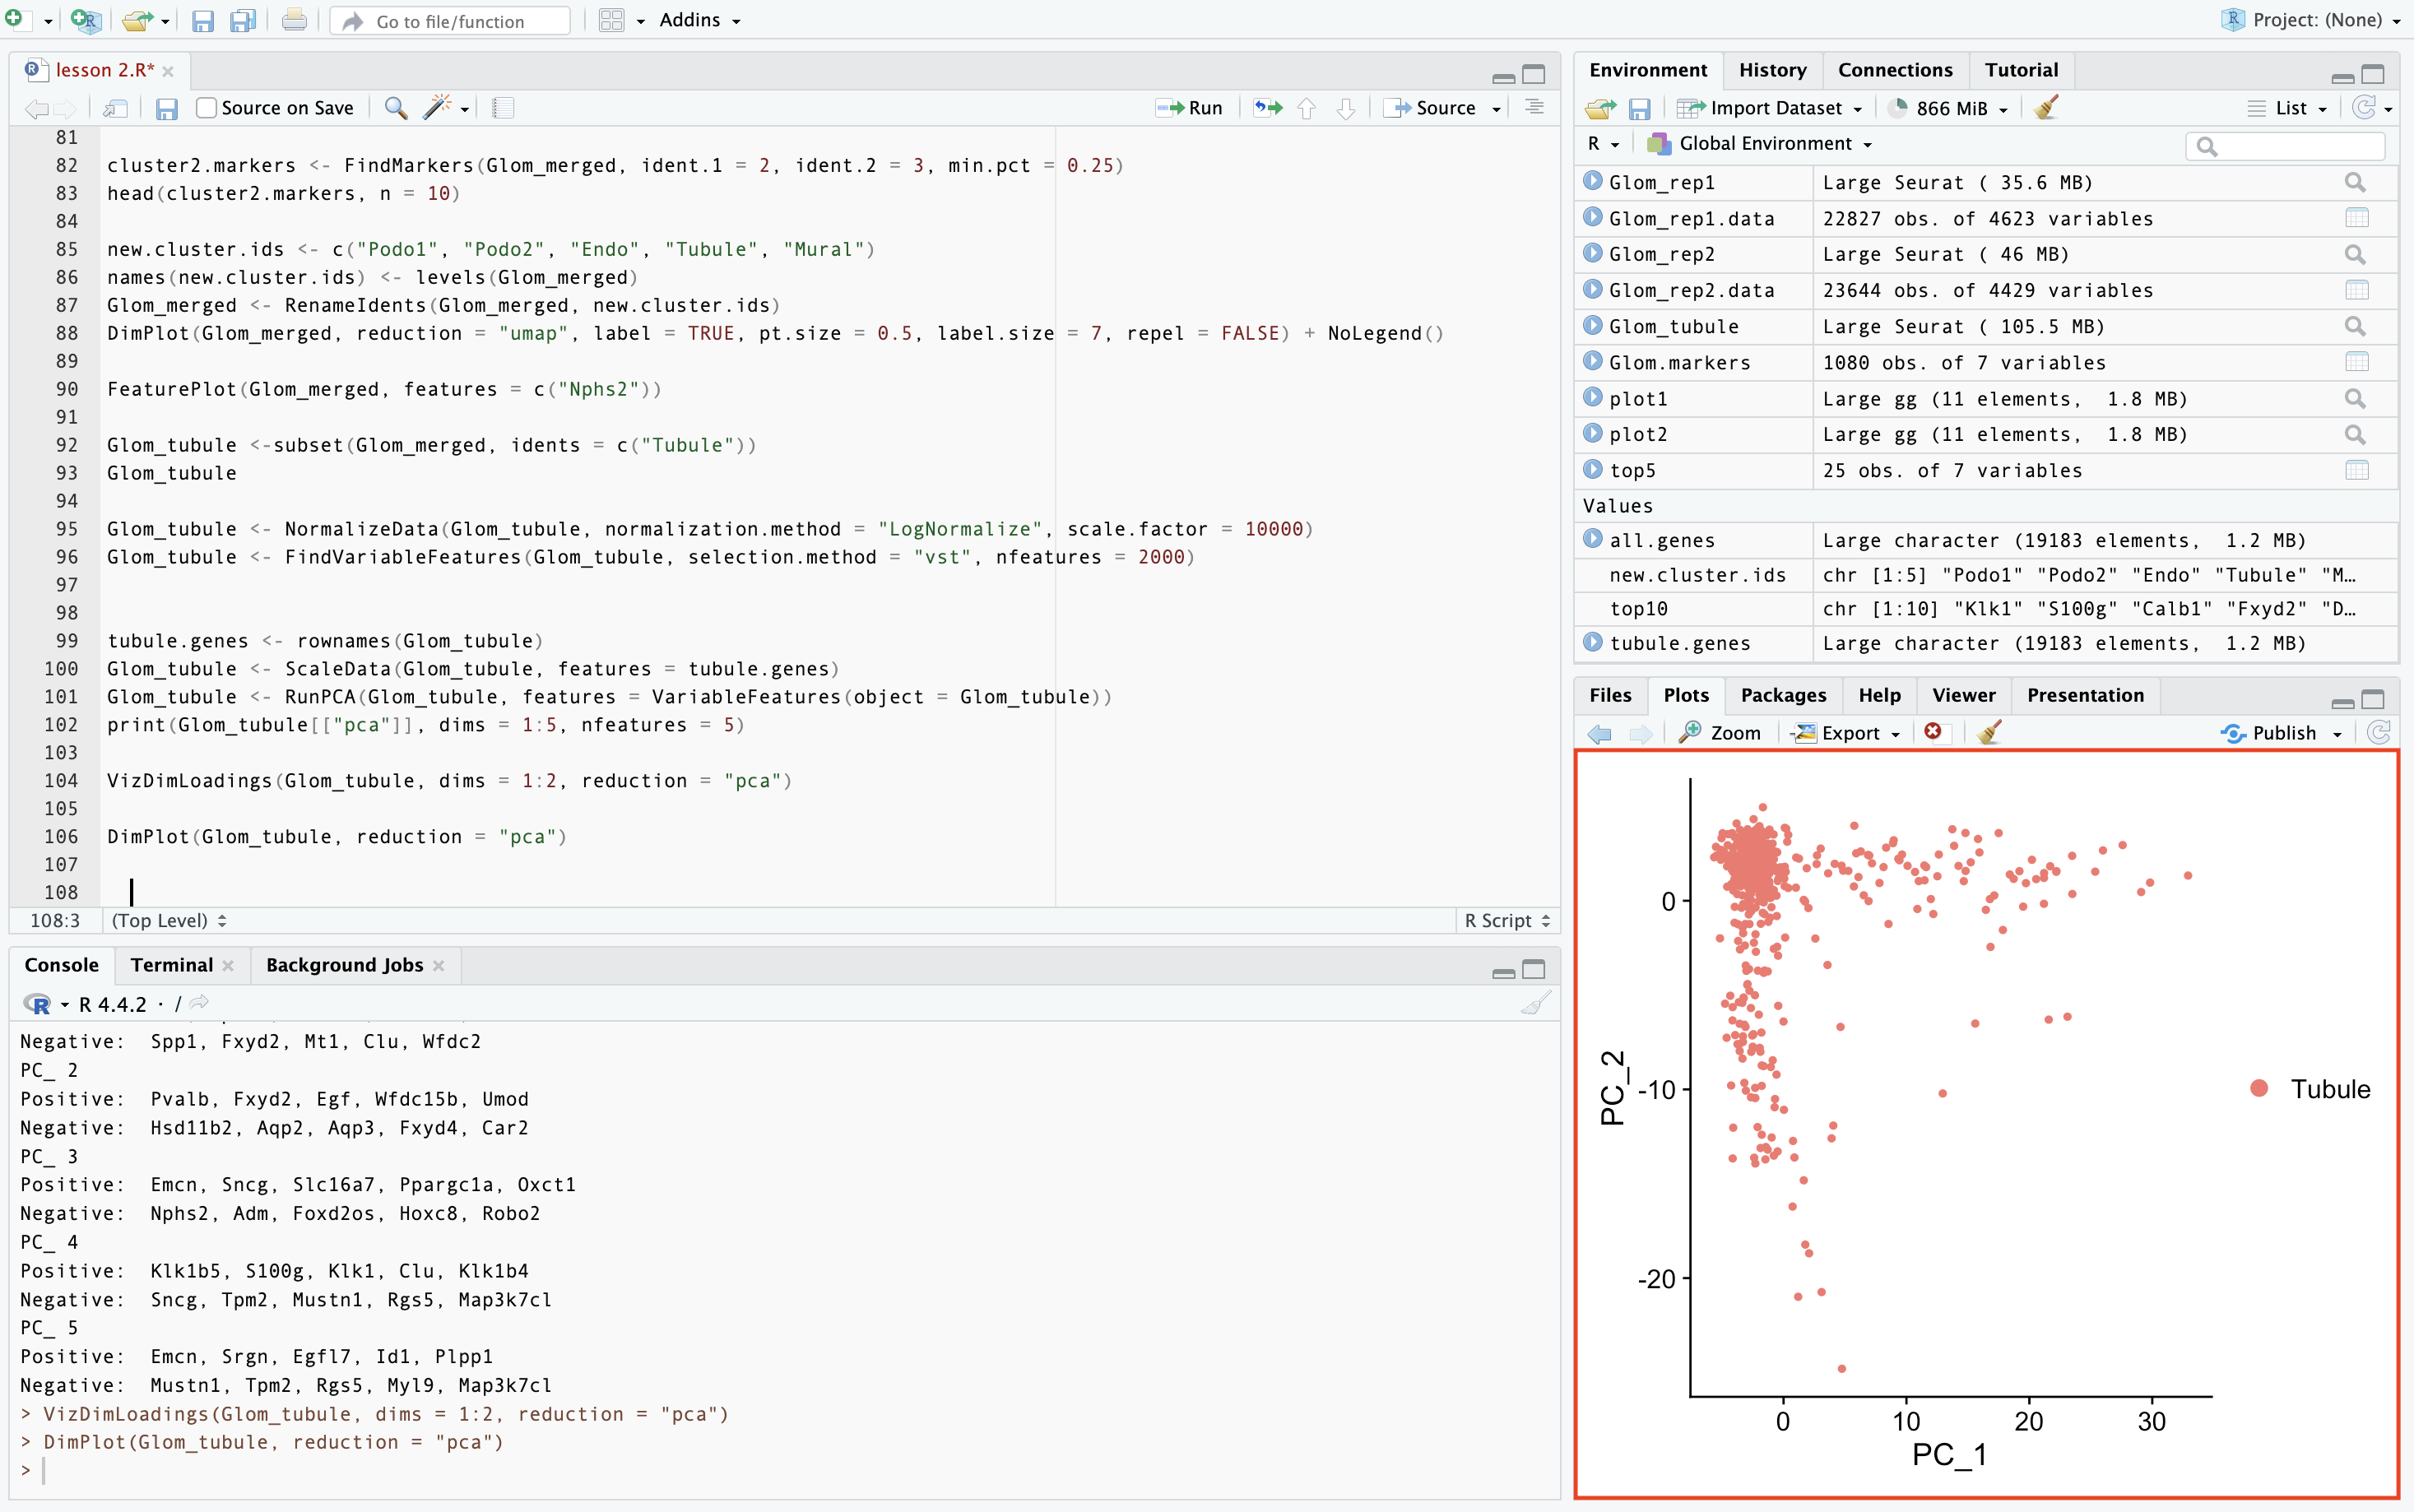 Go to file/function
Addins
Project: (None)
lesson 2.R*
Source on Save
Run
Source
81
82 cluster2.markers <- FindMarkers(Glom_merged, ident.1 = 2, ident.2 = 3, min.pct = 0.25)
83 head(cluster2.markers, n = 10)
84
85 new.cluster.ids <- c("Podo1", "Podo2", "Endo", "Tubule", "Mural")
86 names(new.cluster.ids) <- levels(Glom_merged)
87 Glom_merged <- RenameIdents(Glom_merged, new.cluster.ids)
88 DimPlot(Glom_merged, reduction = "umap", label = TRUE, pt.size = 0.5, label.size = 7, repel = FALSE) + NoLegend()
89
90 FeaturePlot(Glom_merged, features = c("Nphs2"))
91
92 Glom_tubule <-subset(Glom_merged, idents = c("Tubule"))
93 Glom_tubule
94
95 Glom_tubule <- NormalizeData(Glom_tubule, normalization.method = "LogNormalize", scale.factor = 10000)
96 Glom_tubule <- FindVariableFeatures(Glom_tubule, selection.method = "vst", nfeatures = 2000)
97
98
99 tubule.genes <- rownames(Glom_tubule)
100 Glom_tubule <- ScaleData(Glom_tubule, features = tubule.genes)
101 Glom_tubule <- RunPCA(Glom_tubule, features = VariableFeatures(object = Glom_tubule))
102 print(Glom_tubule[["pca"]], dims = 1:5, nfeatures = 5)
103
104 VizDimLoadings(Glom_tubule, dims = 1:2, reduction = "pca")
105
106 DimPlot(Glom_tubule, reduction = "pca")
107
108
108:3 (Top Level) R Script
Console Terminal Background Jobs
R 4.4.2 · /
Negative: Spp1, Fxyd2, Mt1, Clu, Wfdc2
PC_ 2
Positive: Pvalb, Fxyd2, Egf, Wfdc15b, Umod
Negative: Hsd11b2, Aqp2, Aqp3, Fxyd4, Car2
PC_ 3
Positive: Emcn, Sncg, Slc16a7, Ppargc1a, Oxct1
Negative: Nphs2, Adm, Foxd2os, Hoxc8, Robo2
PC_ 4
Positive: Klk1b5, S100g, Klk1, Clu, Klk1b4
Negative: Sncg, Tpm2, Mustn1, Rgs5, Map3k7cl
PC_ 5
Positive: Emcn, Srgn, Egfl7, Id1, Plpp1
Negative: Mustn1, Tpm2, Rgs5, Myl9, Map3k7cl
> VizDimLoadings(Glom_tubule, dims = 1:2, reduction = "pca")
> DimPlot(Glom_tubule, reduction = "pca")
>
Environment History Connections Tutorial
Import Dataset 866 MiB List
R Global Environment
Glom_rep1 Large Seurat ( 35.6 MB)
Glom_rep1.data 22827 obs. of 4623 variables
Glom_rep2 Large Seurat ( 46 MB)
Glom_rep2.data 23644 obs. of 4429 variables
Glom_tubule Large Seurat ( 105.5 MB)
Glom.markers 1080 obs. of 7 variables
plot1 Large gg (11 elements, 1.8 MB)
plot2 Large gg (11 elements, 1.8 MB)
top5 25 obs. of 7 variables
Values
all.genes Large character (19183 elements, 1.2 MB)
new.cluster.ids chr [1:5] "Podo1" "Podo2" "Endo" "Tubule" "M…
top10 chr [1:10] "Klk1" "S100g" "Calb1" "Fxyd2" "D…
tubule.genes Large character (19183 elements, 1.2 MB)
Files Plots Packages Help Viewer Presentation
Zoom Export Publish
0
-10
-20
PC_2
0 10 20 30
PC_1
Tubule